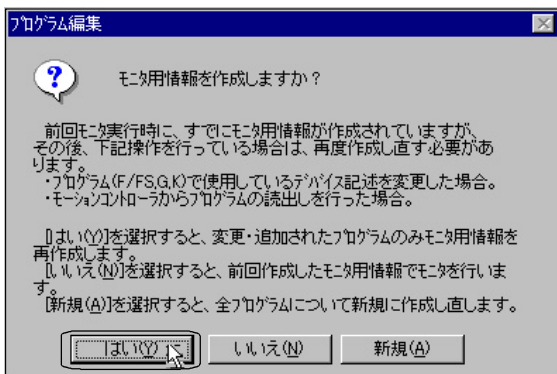 ﾌﾟﾛｸﾞﾗﾑ編集
ﾓﾆﾀ用情報を作成しますか？
前回ﾓﾆﾀ実行時に、すでにﾓﾆﾀ用情報が作成されていますが、
その後、下記操作を行っている場合は、再度作成し直す必要があ
ります。
・ﾌﾟﾛｸﾞﾗﾑ(F/FS,G,K)で使用しているﾃﾞﾊﾞｲｽ記述を変更した場合。
・ﾓｰｼｮﾝｺﾝﾄﾛｰﾗからﾌﾟﾛｸﾞﾗﾑの読出しを行った場合。
[はい(Y)]を選択すると、変更・追加されたﾌﾟﾛｸﾞﾗﾑのみﾓﾆﾀ用情報を
再作成します。
[いいえ(N)]を選択すると、前回作成したﾓﾆﾀ用情報でﾓﾆﾀを行いま
す。
[新規(A)]を選択すると、全ﾌﾟﾛｸﾞﾗﾑについて新規に作成し直します。
はい(Y) いいえ(N) 新規(A)